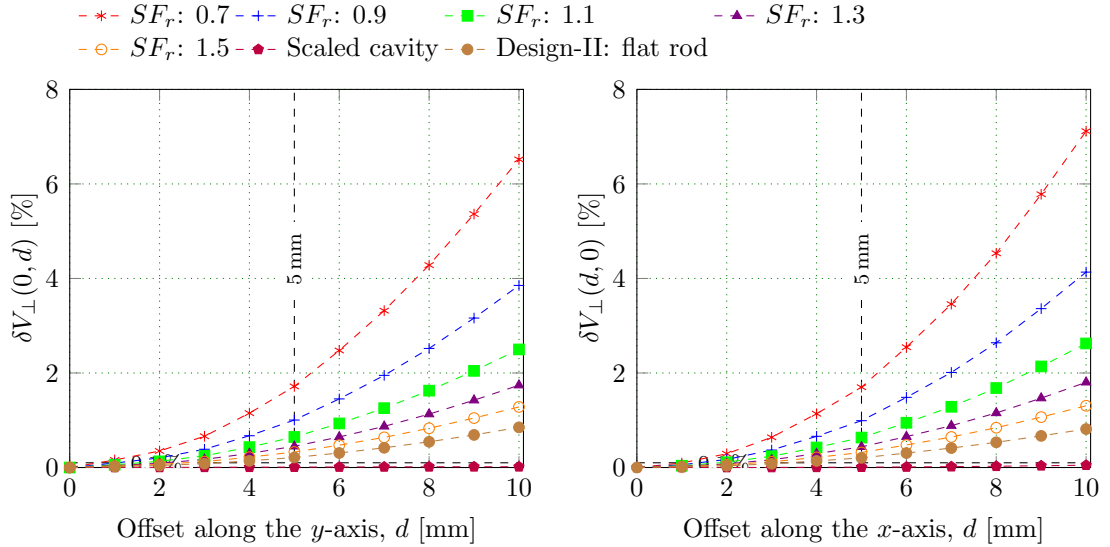 SF_r: 0.7 SF_r: 0.9 SF_r: 1.1 SF_r: 1.3
SF_r: 1.5 Scaled cavity Design-II: flat rod
8
6
4
2
0
δV⊥(0, d) [%]
5 mm
0 2 4 6 8 10
Offset along the y-axis, d [mm]
8
6
4
2
0
δV⊥(d, 0) [%]
5 mm
0 2 4 6 8 10
Offset along the x-axis, d [mm]